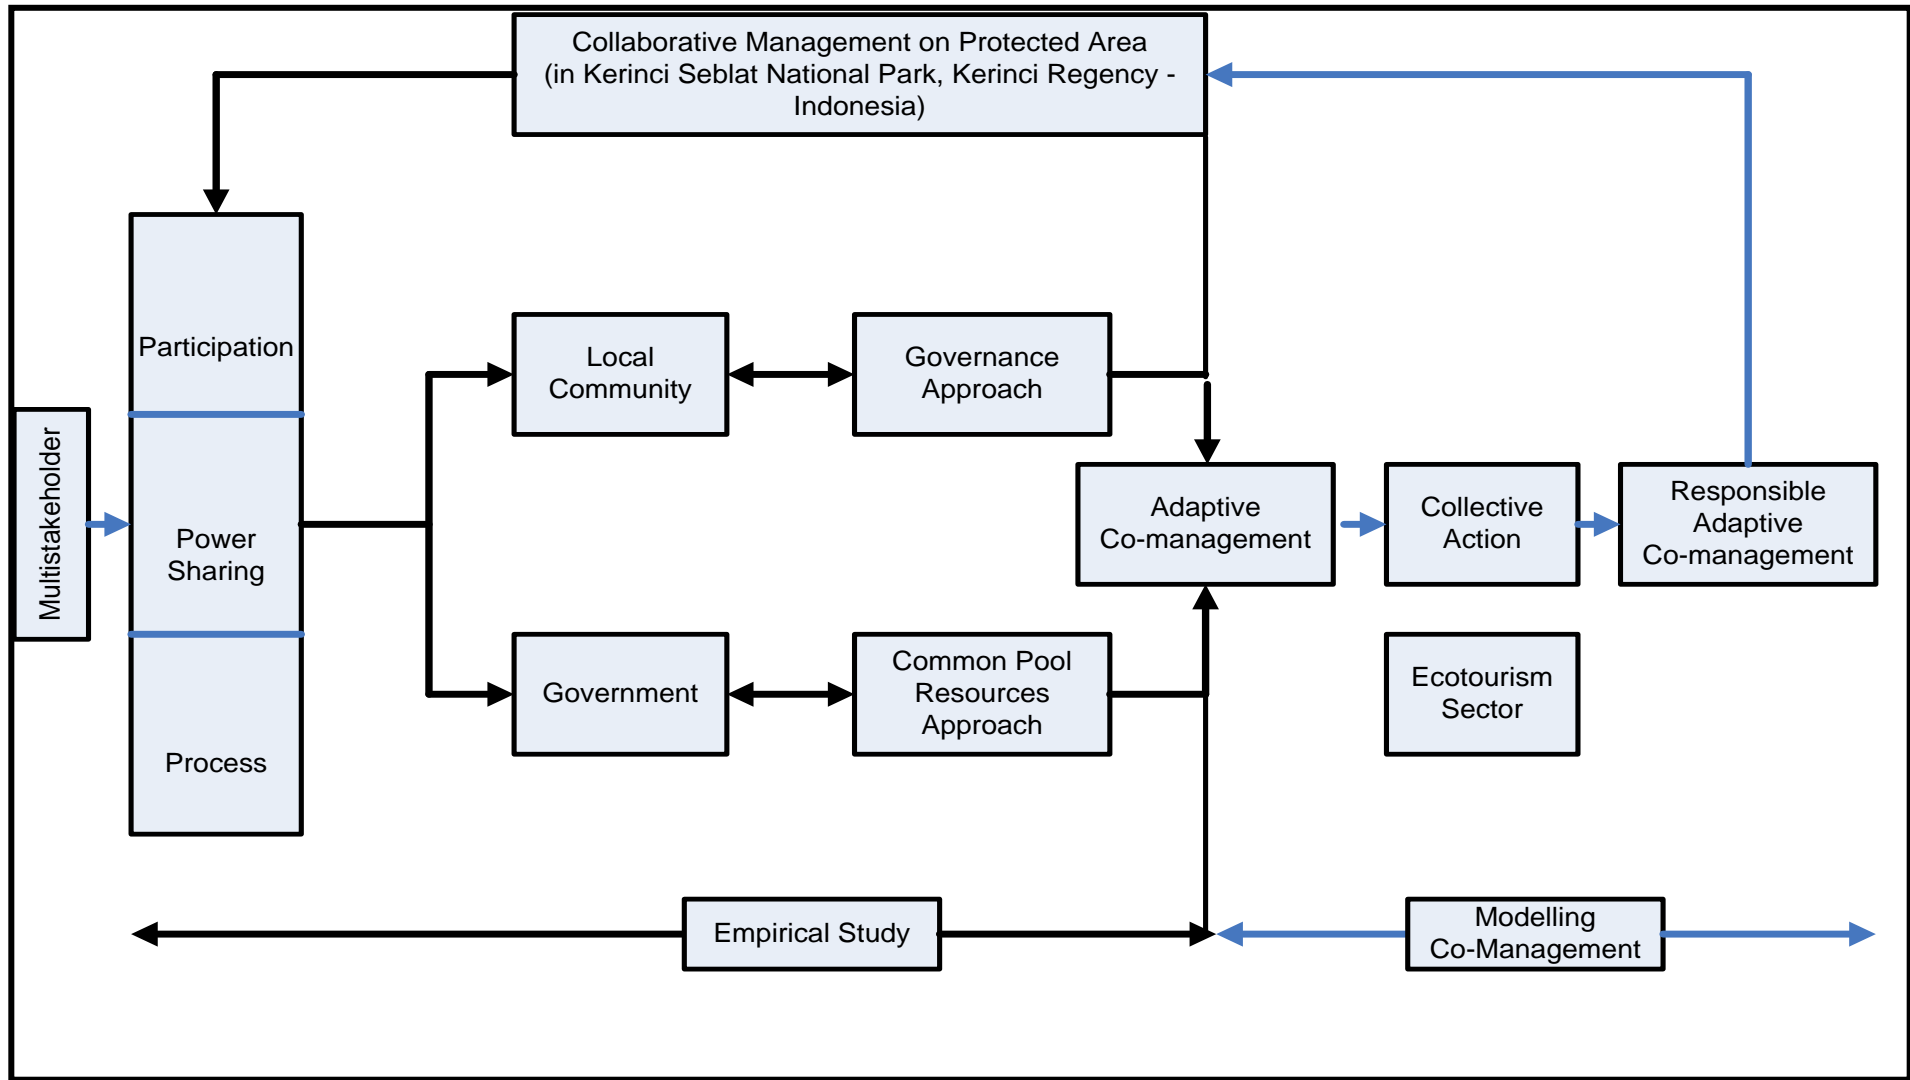 Collaborative Management on Protected Area
(in Kerinci Seblat National Park, Kerinci Regency -
Indonesia)
Multistakeholder
Participation
Power
Sharing
Process
Local
Community
Governance
Approach
Government
Common Pool
Resources
Approach
Adaptive
Co-management
Collective
Action
Responsible
Adaptive
Co-management
Ecotourism
Sector
Empirical Study
Modelling
Co-Management